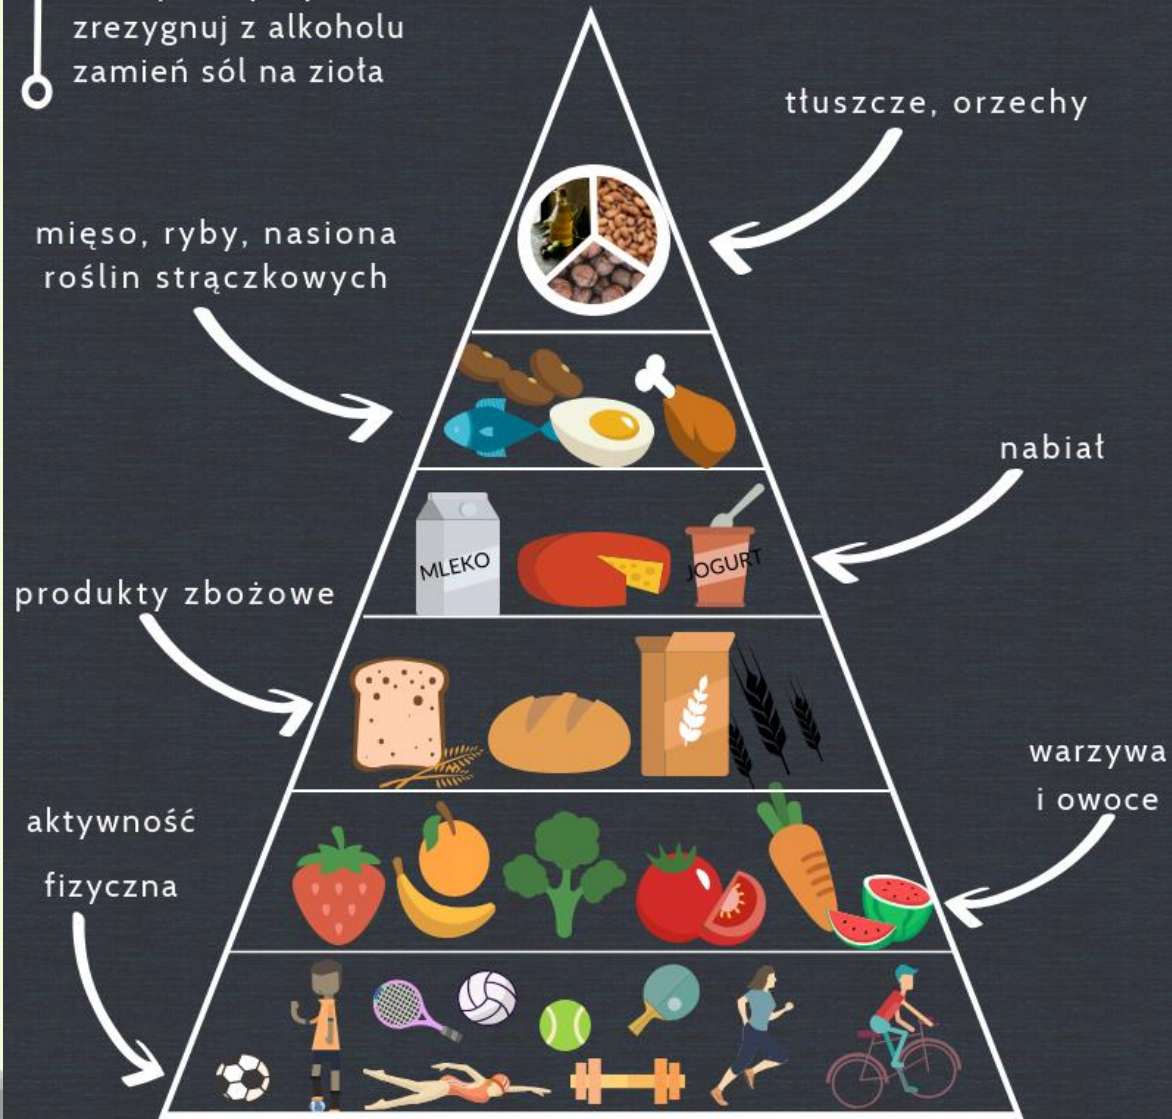 zrezygnuj z alkoholu
zamień sól na zioła
tłuszcze, orzechy
mięso, ryby, nasiona
roślin strączkowych
nabiał
MLEKO
JOGURT
produkty zbożowe
warzywa
i owoce
aktywność
fizyczna